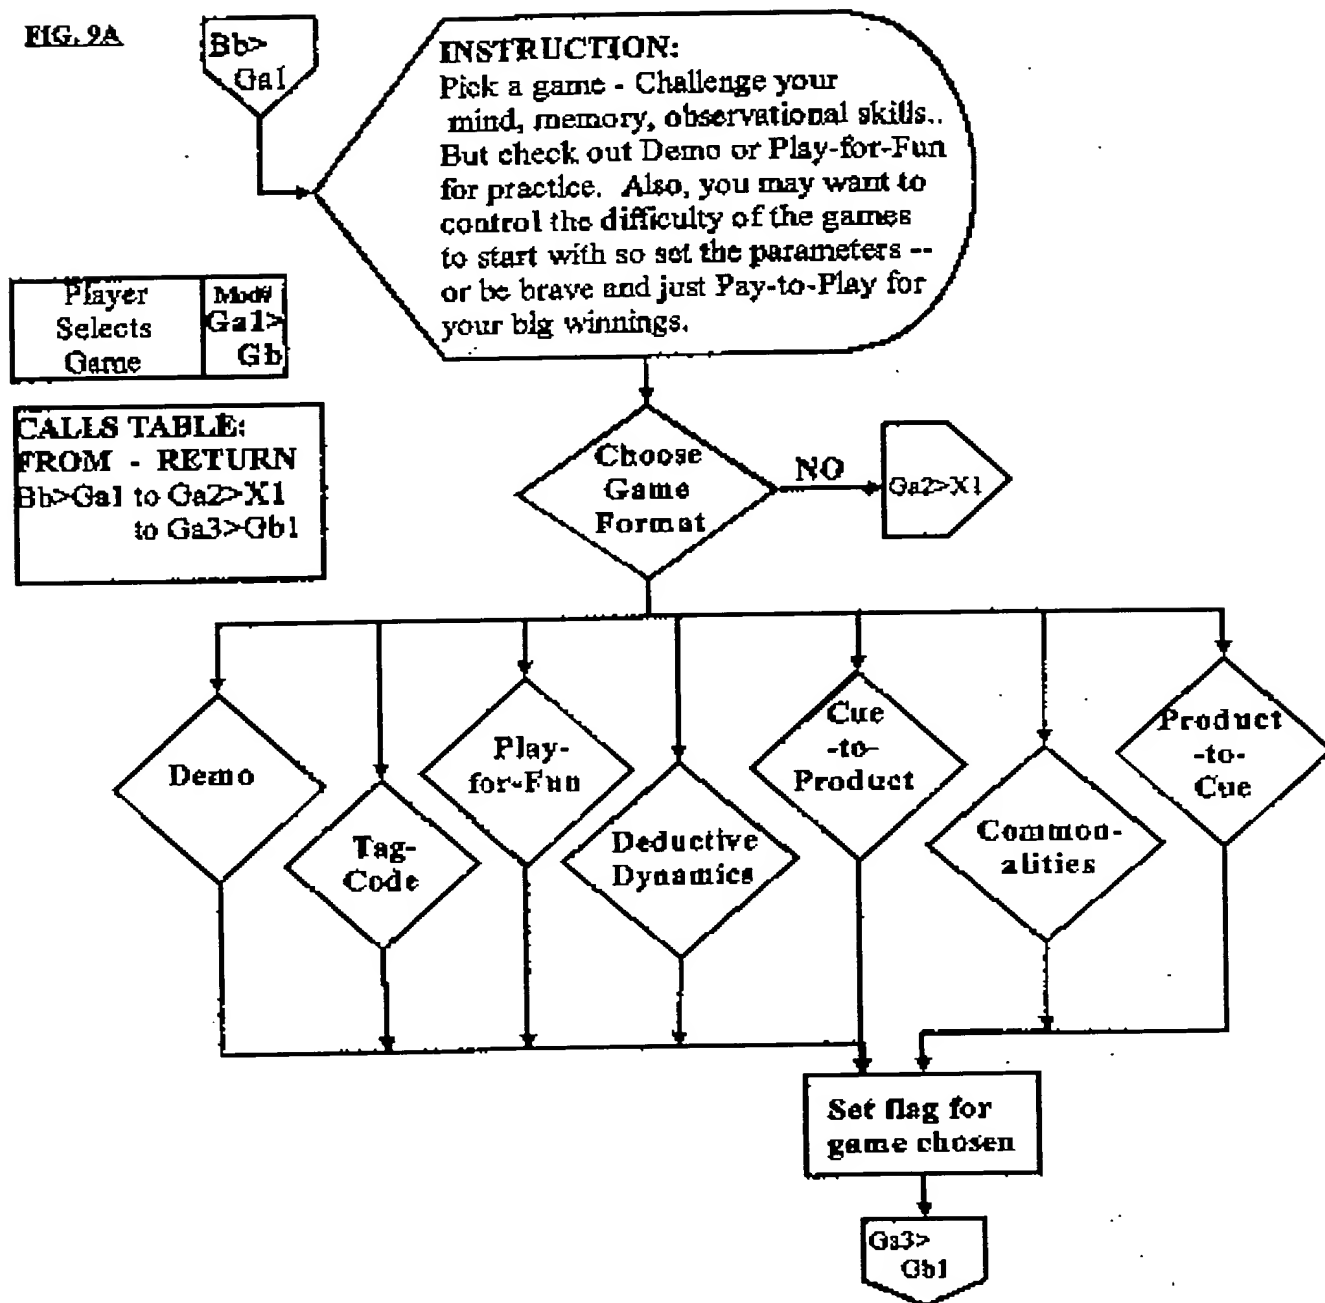 FIG. 9A
Bb>
Ga1
INSTRUCTION:
Pick a game - Challenge your
mind, memory, observational skills..
But check out Demo or Play-for-Fun
for practice. Also, you may want to
control the difficulty of the games
to start with so set the parameters --
or be brave and just Pay-to-Play for
your big winnings.
Player
Selects
Game
Mod#
Ga1>
Gb
CALLS TABLE:
FROM - RETURN
Bb>Ga1 to Ga2>X1
to Ga3>Gb1
Choose
Game
Format
NO
Ga2>X1
Demo
Tag-
Code
Play-
for-Fun
Deductive
Dynamics
Cue
-to-
Product
Common-
alities
Product
-to-
Cue
Set flag for
game chosen
Ga3>
Gb1